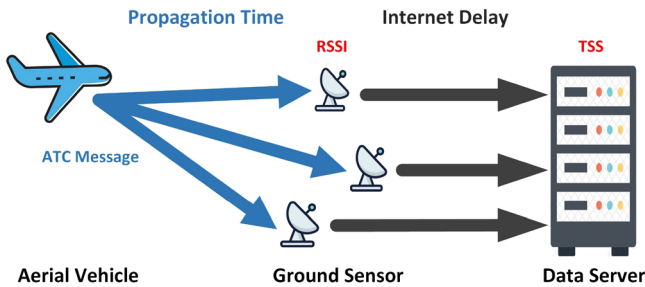 Propagation Time
Internet Delay
RSSI
TSS
ATC Message
Aerial Vehicle
Ground Sensor
Data Server